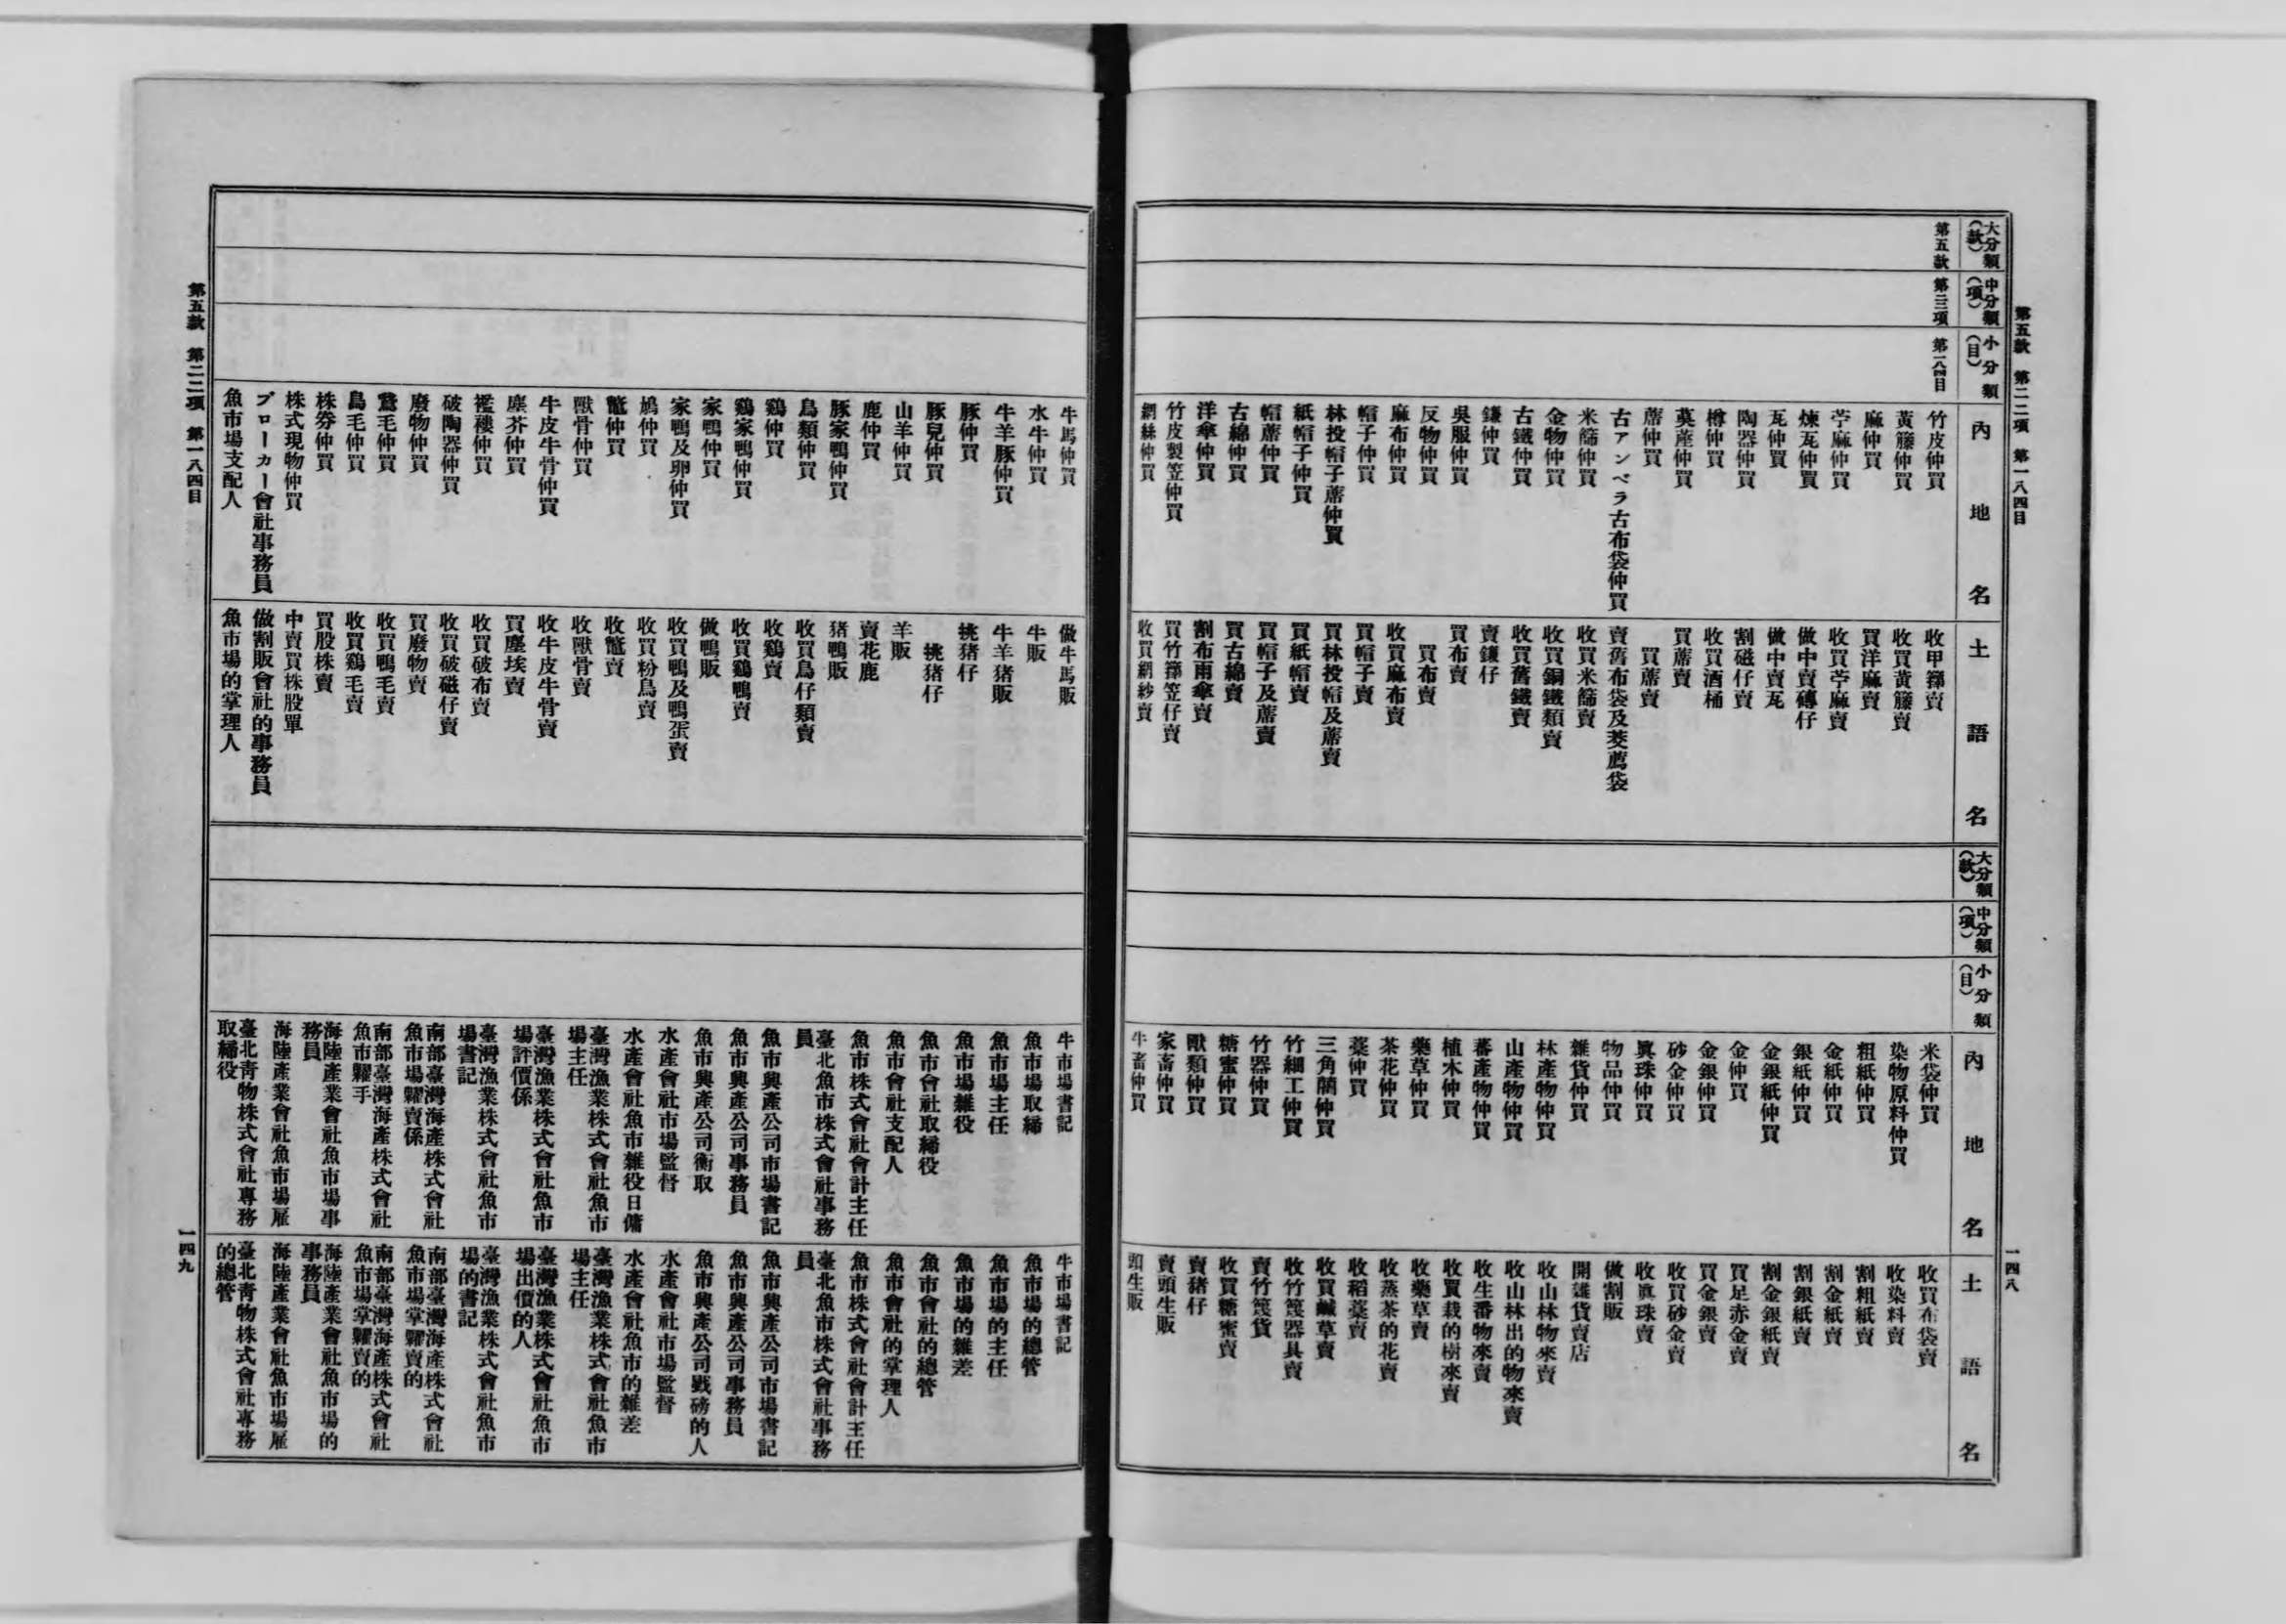 第五款　第二二項　第一八四目
一四八
大分類（款）
中分類（項）
小分類（目）
內地名
土語名
第五款
第二二項
第一八四目
竹皮仲買　收甲籜賣
黃籐仲買　收買黃籐賣
麻仲買　買洋麻賣
苧麻仲買　收買苧麻賣
煉瓦仲買　做中賣磚仔
瓦仲買　做中賣瓦
陶器仲買　割磁仔賣
樽仲買　收買酒桶
茣蓙仲買　買蓆賣
蓆仲買　買蓆賣
古アンペラ古布袋仲買　賣舊布袋及茭薦袋
米篩仲買　收買米篩賣
金物仲買　收買銅鐵類賣
古鐵仲買　收買舊鐵賣
鎌仲買　賣鎌仔
吳服仲買　買布賣
反物仲買　買布賣
麻布仲買　收買麻布賣
帽子仲買　買帽子賣
林投帽子蓆仲買　買林投帽及蓆賣
紙帽子仲買　買紙帽賣
帽蓆仲買　買帽子及蓆賣
古綿仲買　買古綿賣
洋傘仲買　割布雨傘賣
竹皮製笠仲買　買竹籜笠仔賣
網絲仲買　收買網紗賣
大分類（款）
中分類（項）
小分類（目）
內地名
土語名
米袋仲買　收買布袋賣
染物原料仲買　收染料賣
粗紙仲買　割粗紙賣
金紙仲買　割金紙賣
銀紙仲買　割銀紙賣
金銀紙仲買　割金銀紙賣
金仲買　買足赤金賣
金銀仲買　買金銀賣
砂金仲買　收買砂金賣
眞珠仲買　收眞珠賣
物品仲買　做割販
雜貨仲買　開雜貨賣店
林產物仲買　收山林物來賣
山產物仲買　收山林出的物來賣
蕃產物仲買　收生番物來賣
植木仲買　收買栽的樹來賣
藥草仲買　收藥草賣
茶花仲買　收蒸茶的花賣
藁仲買　收稻藁賣
三角藺仲買　收買鹹草賣
竹細工仲買　收竹篾器具賣
竹器仲買　賣竹篾貨
糖蜜仲買　收買糖蜜賣
獸類仲買　賣猪仔
家畜仲買　賣頭生販
牛畜仲買　頭生販
牛馬仲買　做牛馬販
水牛仲買　牛販
牛羊豚仲買　牛羊猪販
豚仲買　挑猪仔
豚兒仲買　挑猪仔
山羊仲買　羊販
鹿仲買　賣花鹿
豚家鴨仲買　猪鴨販
鳥類仲買　收買鳥仔類賣
鷄仲買　收鷄賣
鷄家鴨仲買　收買鷄鴨賣
家鴨仲買　做鴨販
家鴨及卵仲買　收買鴨及鴨蛋賣
鳩仲買　收買粉鳥賣
鼈仲買　收鼈賣
獸骨仲買　收獸骨賣
牛皮牛骨仲買　收牛皮牛骨賣
塵芥仲買　買塵埃賣
襤褸仲買　收買破布賣
破陶器仲買　收買破磁仔賣
廢物仲買　買廢物賣
鵞毛仲買　收買鴨毛賣
鳥毛仲買　收買鷄毛賣
株券仲買　買股株賣
株式現物仲買　中賣買株股單
ブローカー會社事務員　做割販會社的事務員
魚市場支配人　魚市場的掌理人
牛市場書記　牛市場書記
魚市場取締　魚市場的總管
魚市場主任　魚市場的主任
魚市場雜役　魚市場的雜差
魚市會社取締役　魚市會社的總管
魚市會社支配人　魚市會社的掌理人
魚市株式會社會計主任　魚市株式會社會計主任
臺北魚市株式會社事務員　臺北魚市株式會社事務員
魚市興產公司市場書記　魚市興產公司市場書記
魚市興產公司事務員　魚市興產公司事務員
魚市興產公司衡取　魚市興產公司戥磅的人
水產會社市場監督　水產會社市場監督
水產會社魚市雜役日傭　水產會社魚市的雜差
臺灣漁業株式會社魚市場主任　臺灣漁業株式會社魚市場主任
臺灣漁業株式會社魚市場評價係　臺灣漁業株式會社魚市場出價的人
臺灣漁業株式會社魚市場書記　臺灣漁業株式會社魚市場的書記
南部臺灣海產株式會社魚市場糶賣係　南部臺灣海產株式會社魚市場掌糶賣的
南部臺灣海產株式會社魚市糶手　南部臺灣海產株式會社魚市場掌糶賣的
海陸產業會社魚市場事務員　海陸產業會社魚市場的事務員
海陸產業會社魚市場雇　海陸產業會社魚市場雇
臺北靑物株式會社專務取締役　臺北靑物株式會社專務的總管
第五款　第二二項　第一八四目
一四九